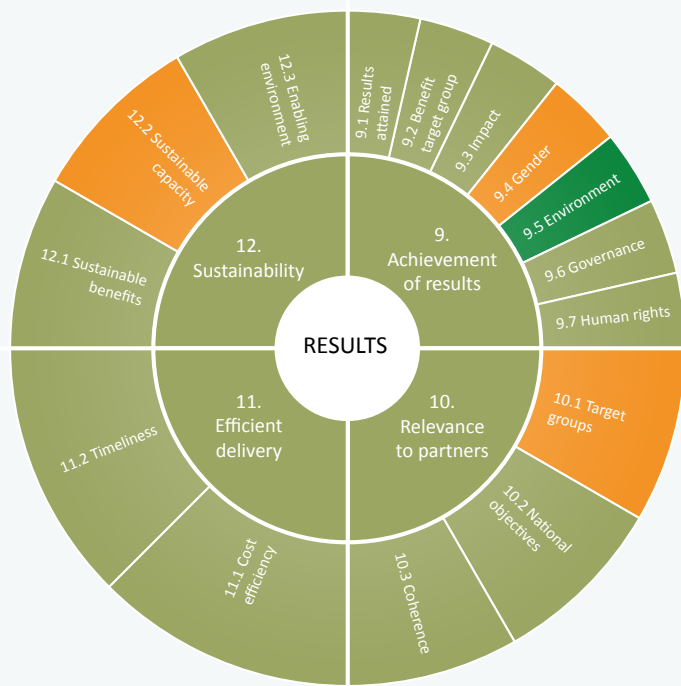 RESULTS
9.
Achievement
of results
9.1 Results
attained
9.2 Benefit
target group
9.3 Impact
9.4 Gender
9.5 Environment
9.6 Governance
9.7 Human rights
10.
Relevance
to partners
10.1 Target
groups
10.2 National
objectives
10.3 Coherence
11.
Efficient
delivery
11.1 Cost
efficiency
11.2 Timeliness
12.
Sustainability
12.1 Sustainable
benefits
12.2 Sustainable
capacity
12.3 Enabling
environment